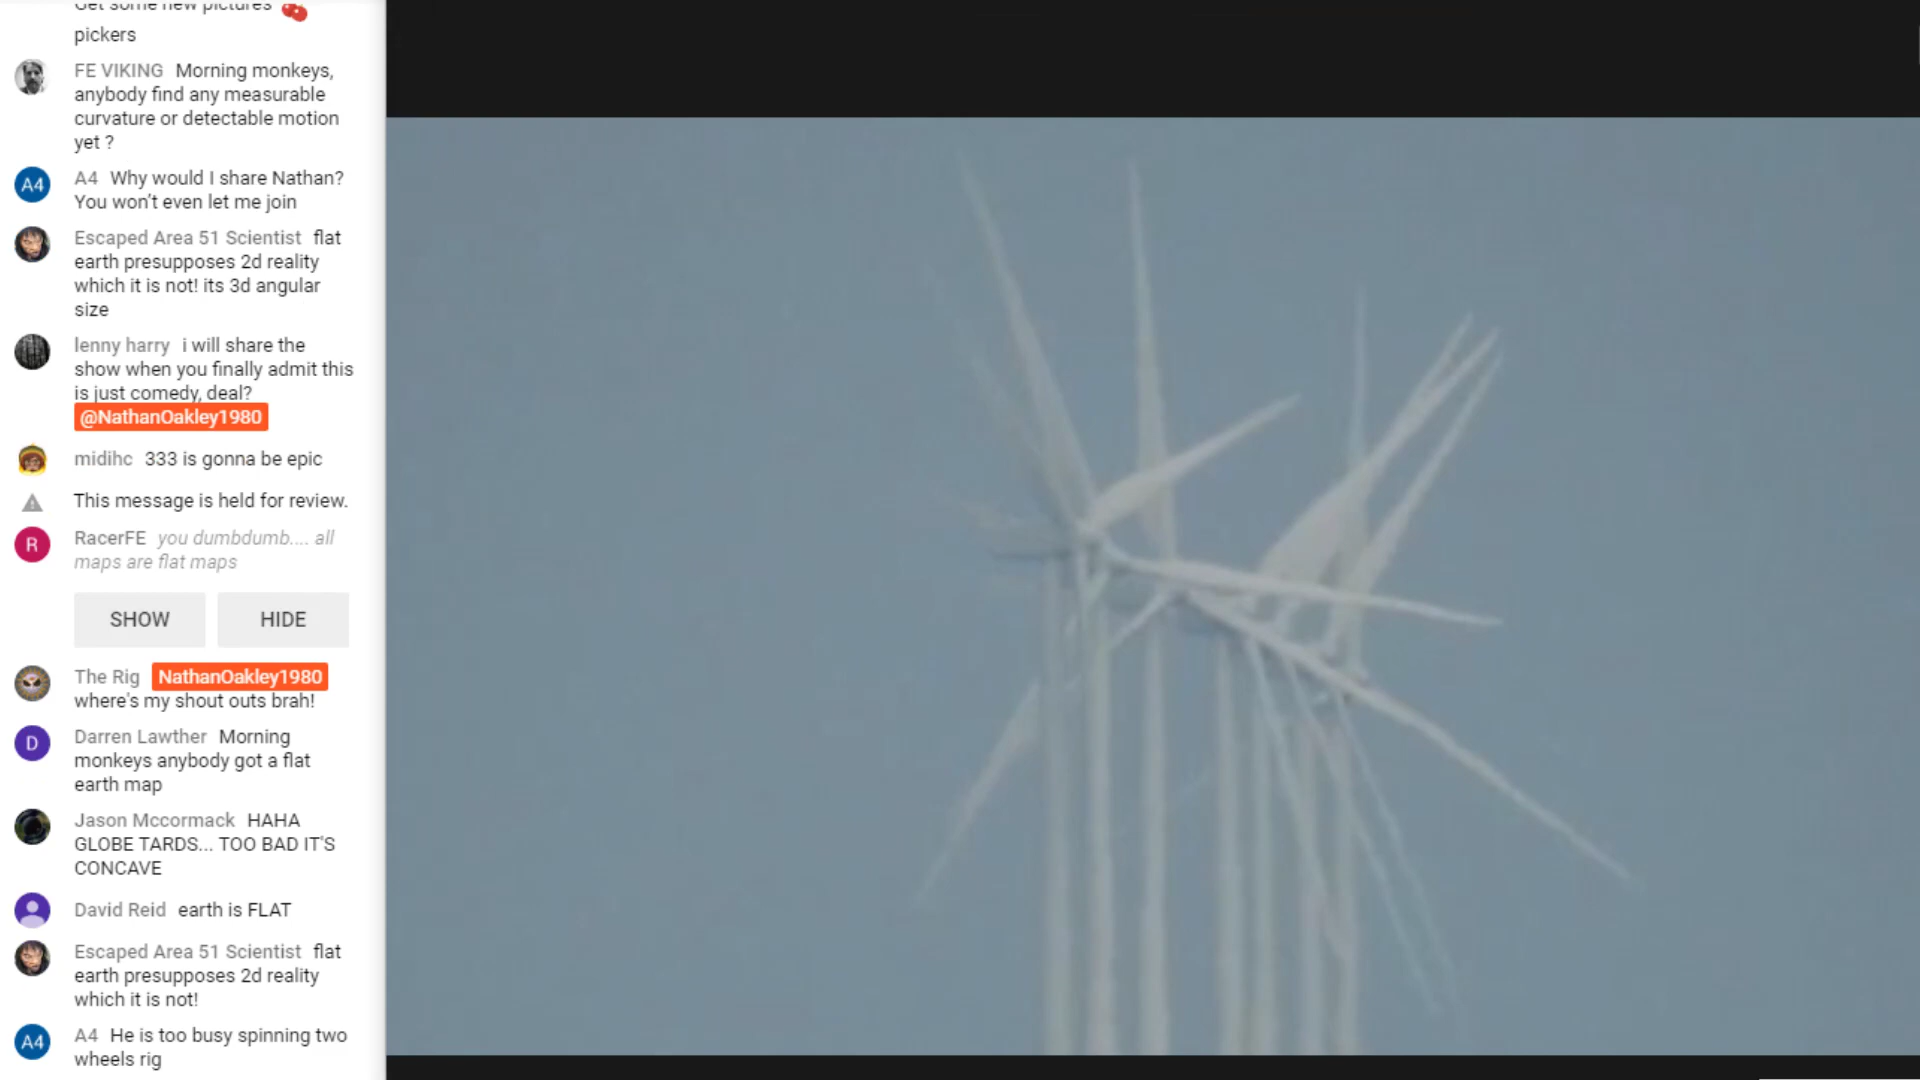 Get some new pictures
pickers
FE VIKING Morning monkeys,
anybody find any measurable
curvature or detectable motion
yet ?
A4 A4 Why would I share Nathan?
You won't even let me join
Escaped Area 51 Scientist flat
earth presupposes 2d reality
which it is not! its 3d angular
size
lenny harry i will share the
show when you finally admit this
is just comedy, deal?
@NathanOakley1980
midihc 333 is gonna be epic
This message is held for review.
R RacerFE you dumbdumb.... all
maps are flat maps
SHOW HIDE
The Rig NathanOakley1980
where's my shout outs brah!
D Darren Lawther Morning
monkeys anybody got a flat
earth map
Jason Mccormack HAHA
GLOBE TARDS... TOO BAD IT'S
CONCAVE
David Reid earth is FLAT
Escaped Area 51 Scientist flat
earth presupposes 2d reality
which it is not!
A4 A4 He is too busy spinning two
wheels rig